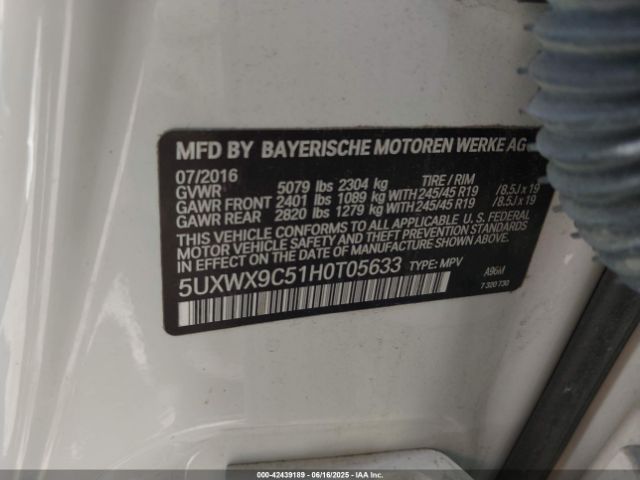 MFD BY BAYERISCHE MOTOREN WERKE AG
07/2016 TIRE / RIM
GVWR 5079 lbs 2304 kg
GAWR FRONT 2401 lbs 1089 kg WITH 245/45 R19 /8.5J x 19
GAWR REAR 2820 lbs 1279 kg WITH 245/45 R19 /8.5J x 19
THIS VEHICLE CONFORMS TO ALL APPLICABLE U.S. FEDERAL
MOTOR VEHICLE SAFETY AND THEFT PREVENTION STANDARDS
IN EFFECT ON THE DATE OF MANUFACTURE SHOWN ABOVE.
5UXWX9C51H0T05633 TYPE: MPV A96M
7 300 730
000-42439189 - 06/16/2025 - IAAI.COM